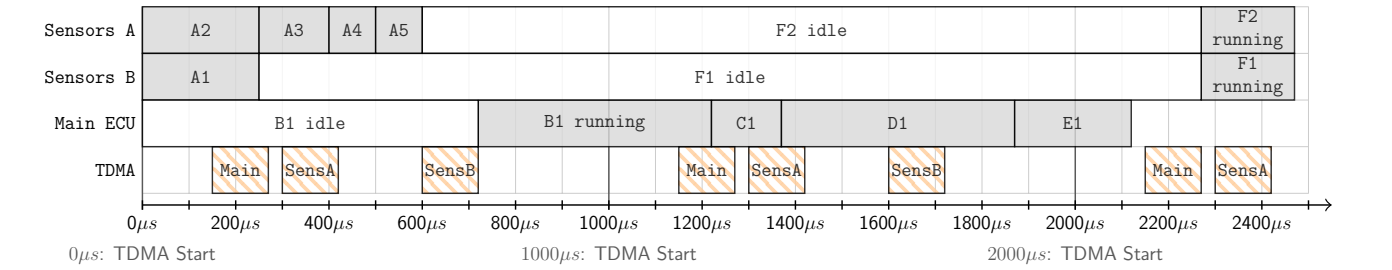 Sensors A A2 A3 A4 A5 F2 idle F2 running
Sensors B A1 F1 idle F1 running
Main ECU B1 idle B1 running C1 D1 E1
TDMA Main SensA SensB Main SensA SensB Main SensA
0μs 200μs 400μs 600μs 800μs 1000μs 1200μs 1400μs 1600μs 1800μs 2000μs 2200μs 2400μs
0μs: TDMA Start 1000μs: TDMA Start 2000μs: TDMA Start